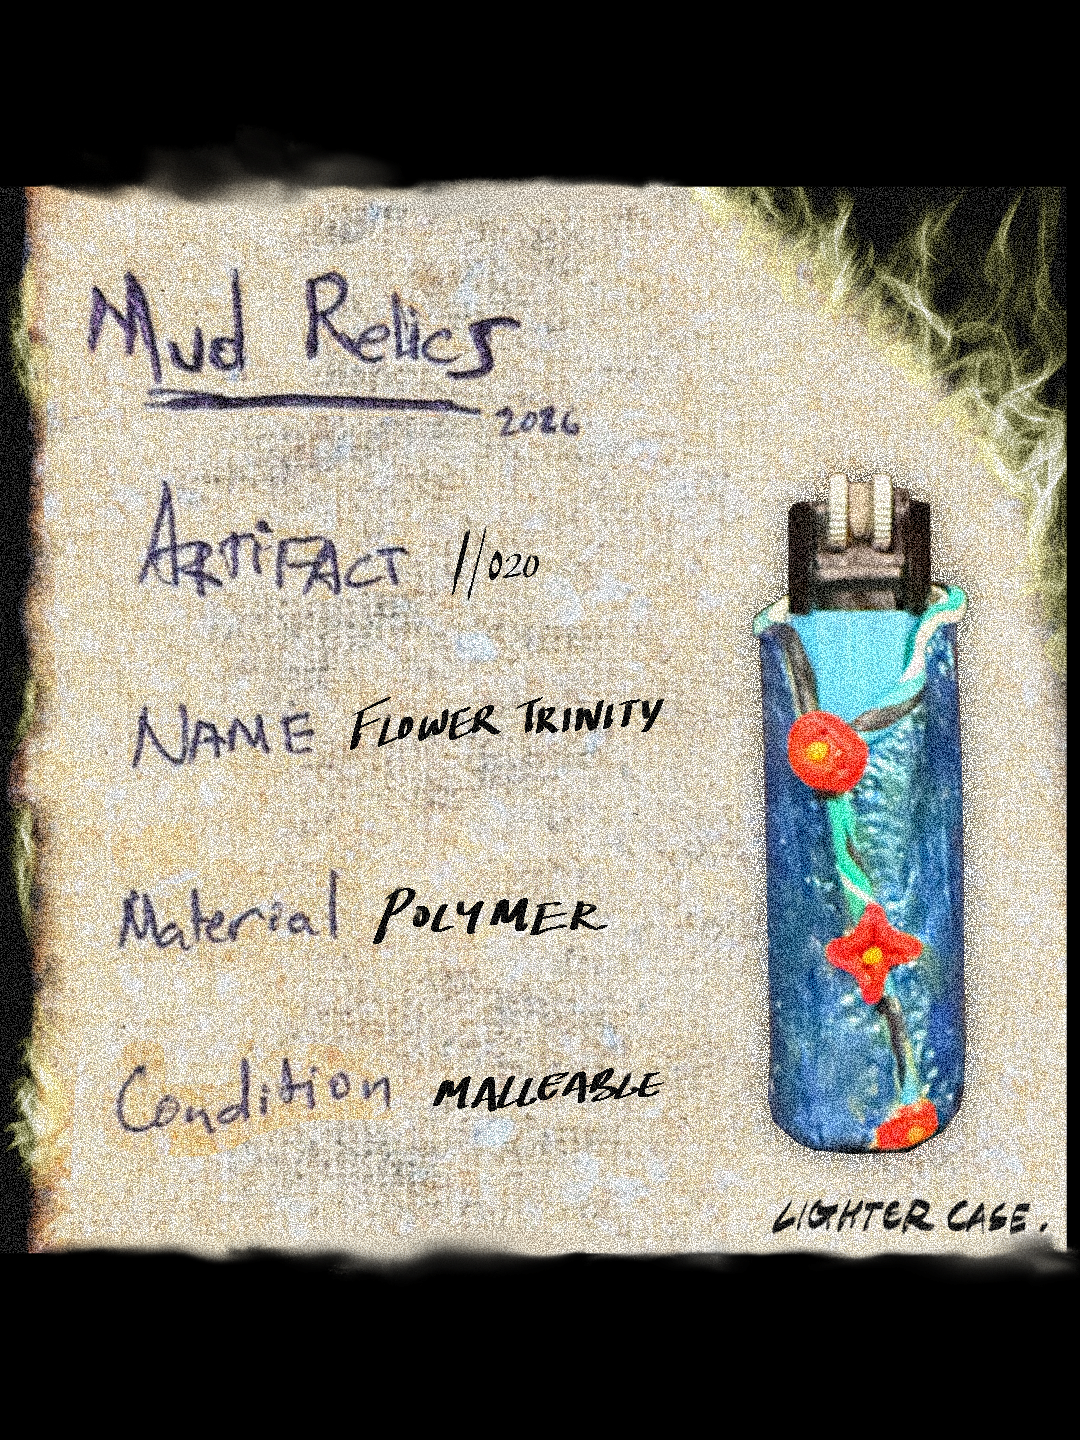 Mud Relics
2026
ARTiFACT 1//020
NAME FLOWER TRINITY
Material POLYMER
Condition MALLEABLE
LIGHTER CASE.